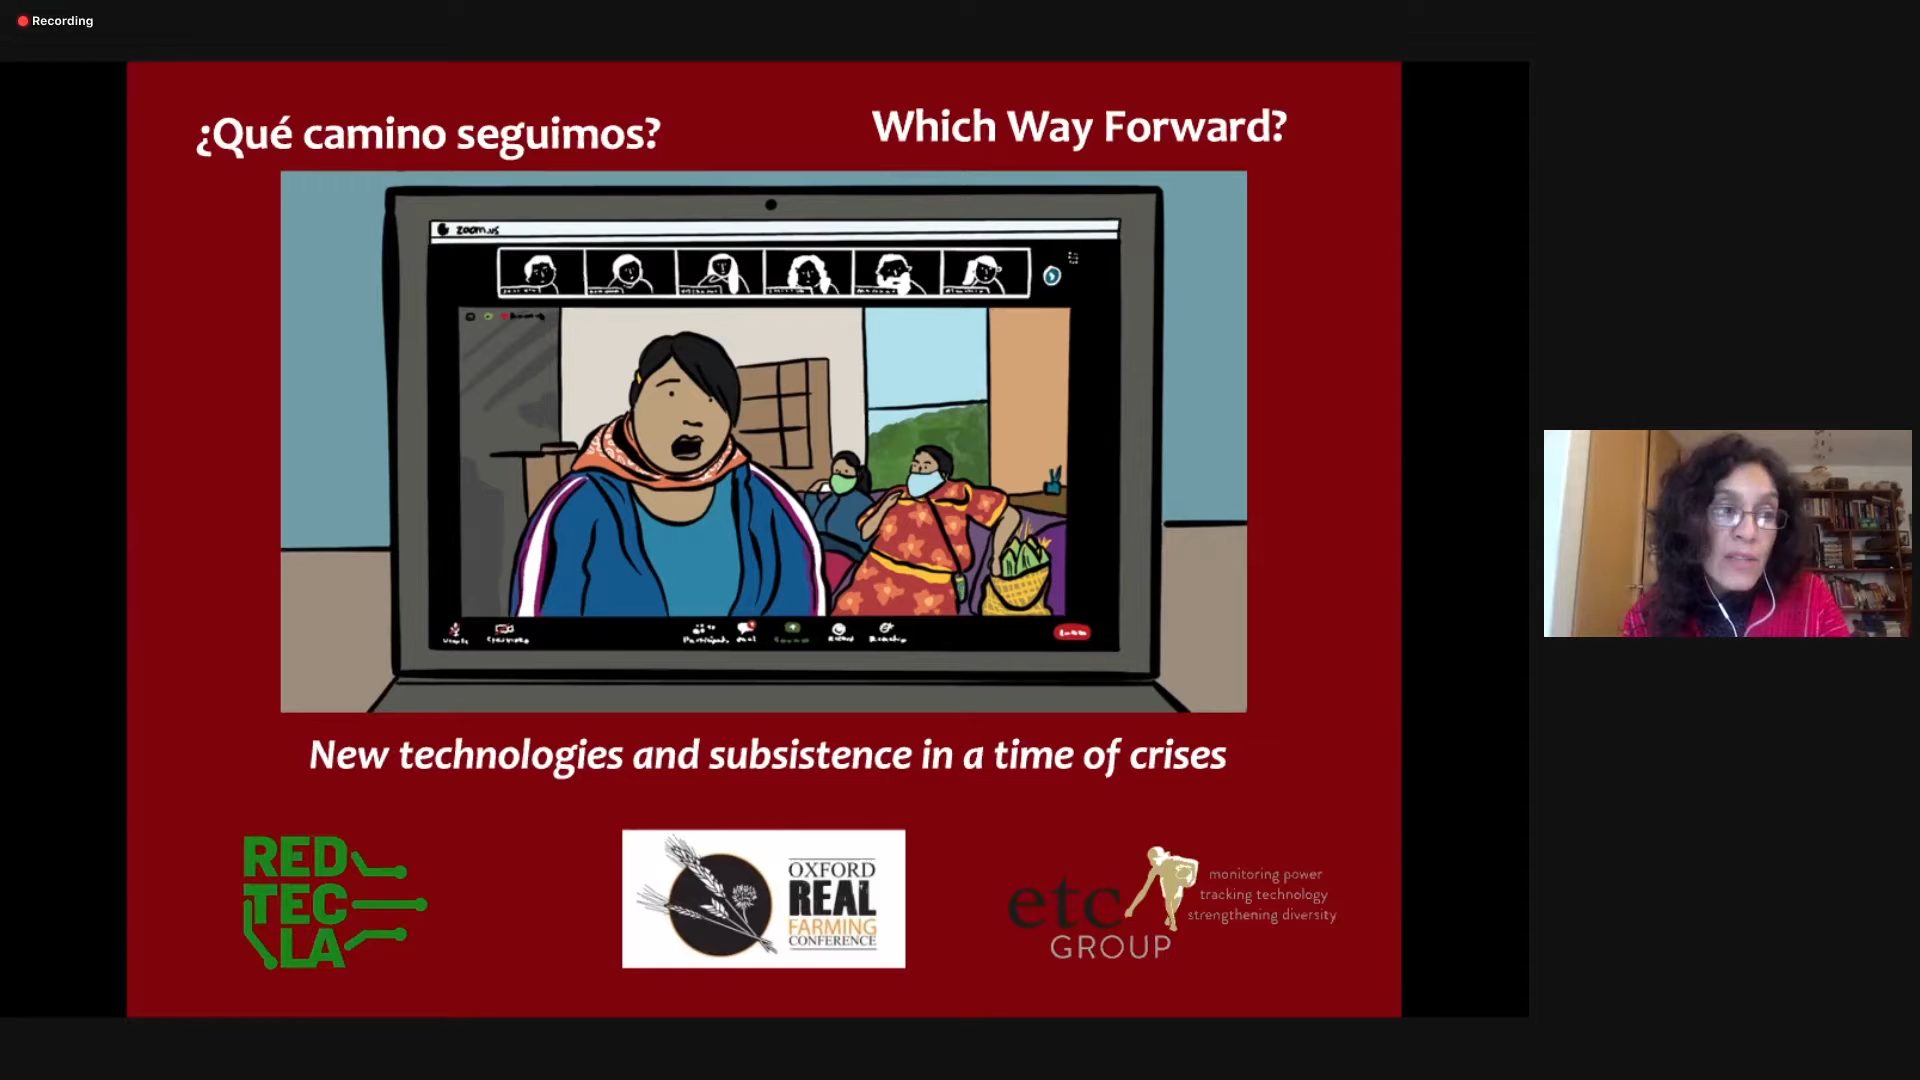 Recording
¿Qué camino seguimos?
Which Way Forward?
zoom.us
New technologies and subsistence in a time of crises
RED
TEC
LA
OXFORD
REAL
FARMING
CONFERENCE
etc
GROUP
monitoring power
tracking technology
strengthening diversity